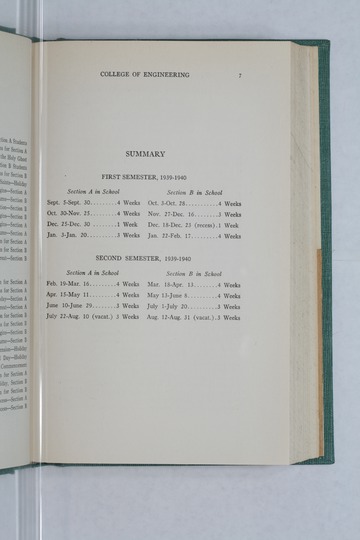 COLLEGE OF ENGINEERING 7
SUMMARY
FIRST SEMESTER, 1939-1940
Section A in School Section B in School
Sept. 5-Sept. 30........4 Weeks Oct. 3-Oct. 28..........4 Weeks
Oct. 30-Nov. 25........4 Weeks Nov. 27-Dec. 16........3 Weeks
Dec. 25-Dec. 30 ........1 Week Dec. 18-Dec. 23 (recess)..1 Week
Jan. 3-Jan. 20.........3 Weeks Jan. 22-Feb. 17.........4 Weeks
SECOND SEMESTER, 1939-1940
Section A in School Section B in School
Feb. 19-Mar. 16........4 Weeks Mar. 18-Apr. 13........4 Weeks
Apr. 15-May 11........4 Weeks May 13-June 8..........4 Weeks
June 10-June 29........3 Weeks July 1-July 20..........3 Weeks
July 22-Aug. 10 (vacat.) 3 Weeks Aug. 12-Aug. 31 (vacat.).3 Weeks